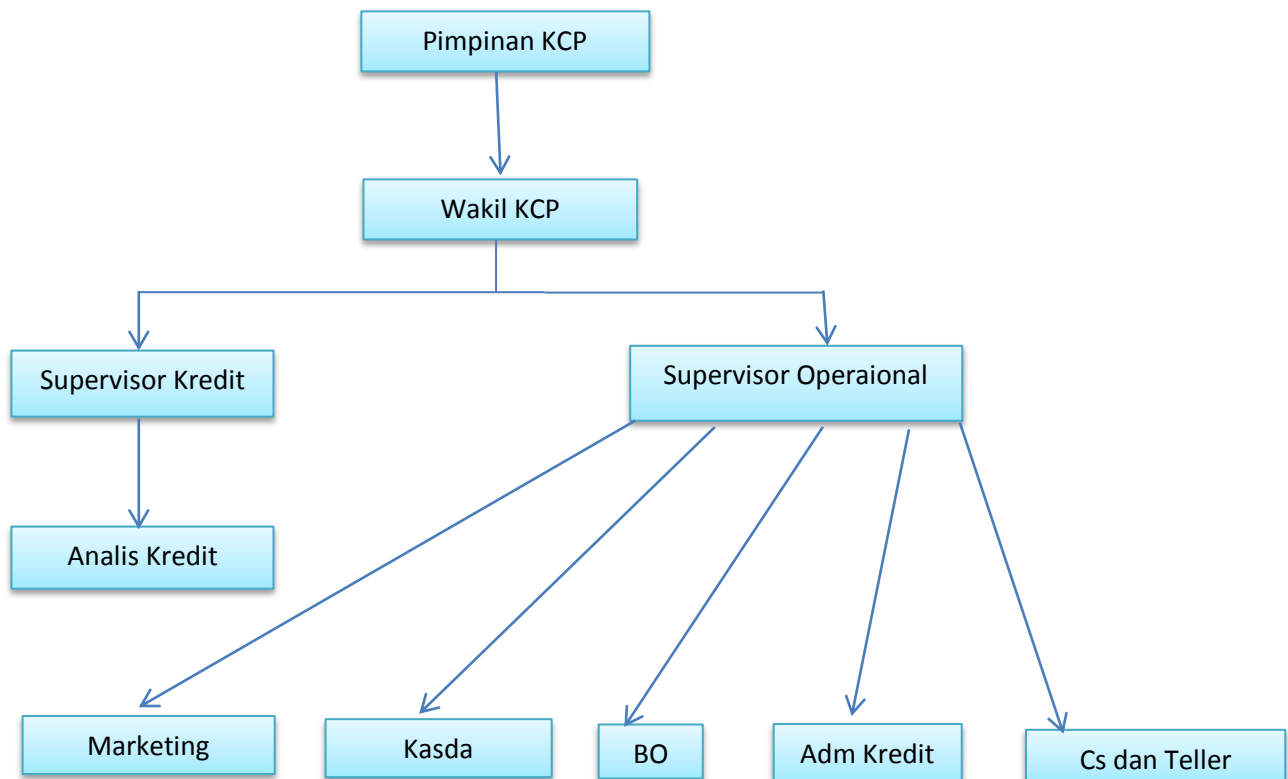 Pimpinan KCP
Wakil KCP
Supervisor Kredit
Supervisor Operaional
Analis Kredit
Marketing
Kasda
BO
Adm Kredit
Cs dan Teller